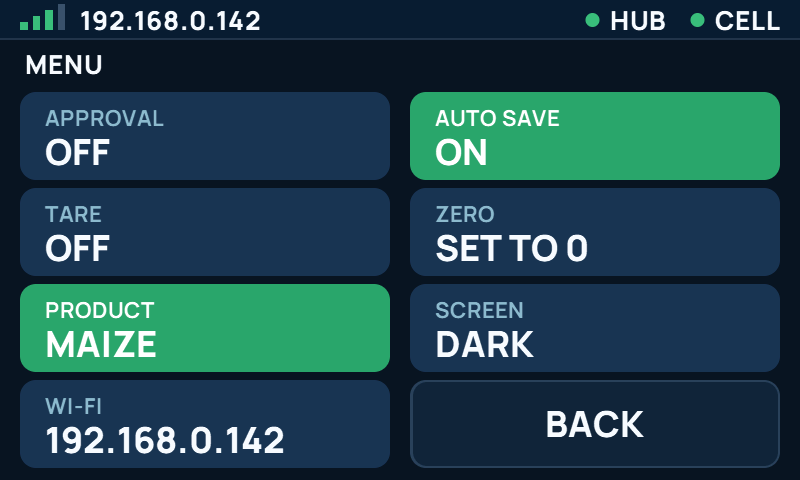 192.168.0.142 HUB CELL
MENU
APPROVAL
OFF
AUTO SAVE
ON
TARE
OFF
ZERO
SET TO 0
PRODUCT
MAIZE
SCREEN
DARK
WI-FI
192.168.0.142
BACK